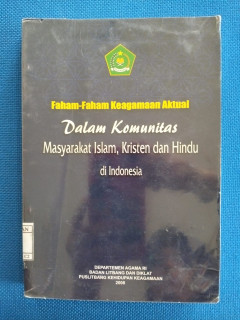 Faham-Faham Keagamaan Aktual
Dalam Komunitas
Masyarakat Islam, Kristen dan Hindu
di Indonesia
DEPARTEMEN AGAMA RI
BADAN LITBANG DAN DIKLAT
PUSLITBANG KEHIDUPAN KEAGAMAAN